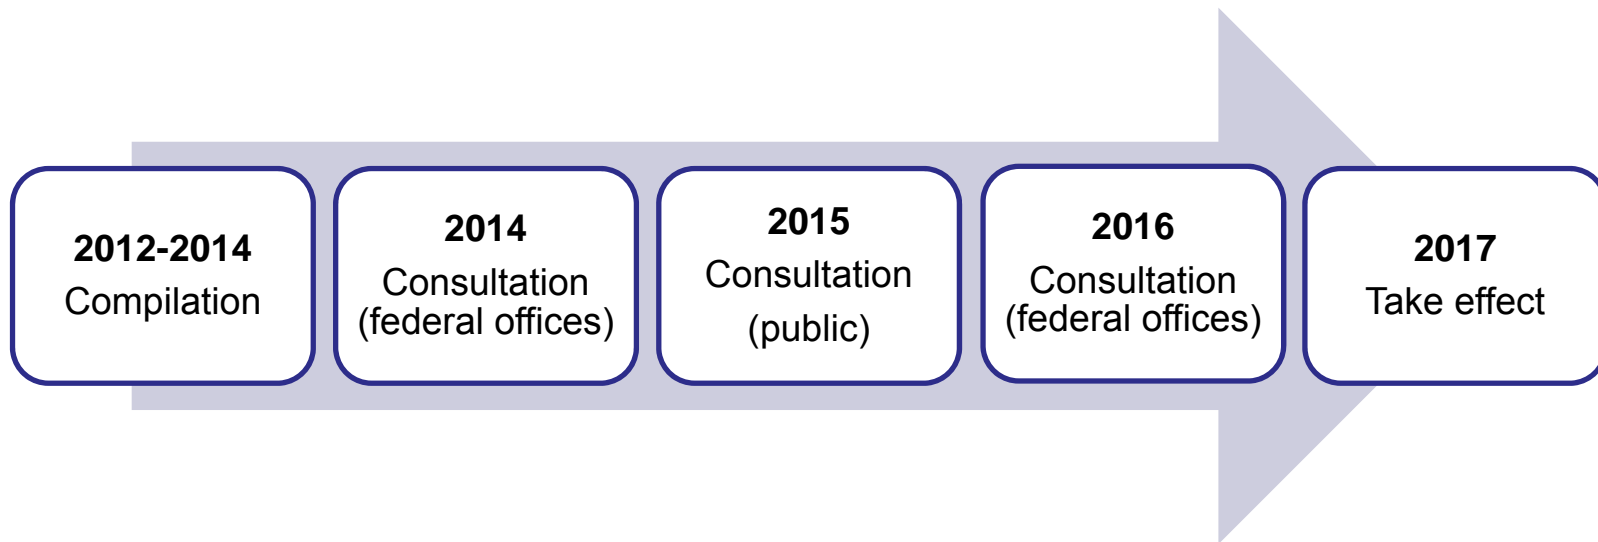 2012-2014
Compilation
2014
Consultation
(federal offices)
2015
Consultation
(public)
2016
Consultation
(federal offices)
2017
Take effect